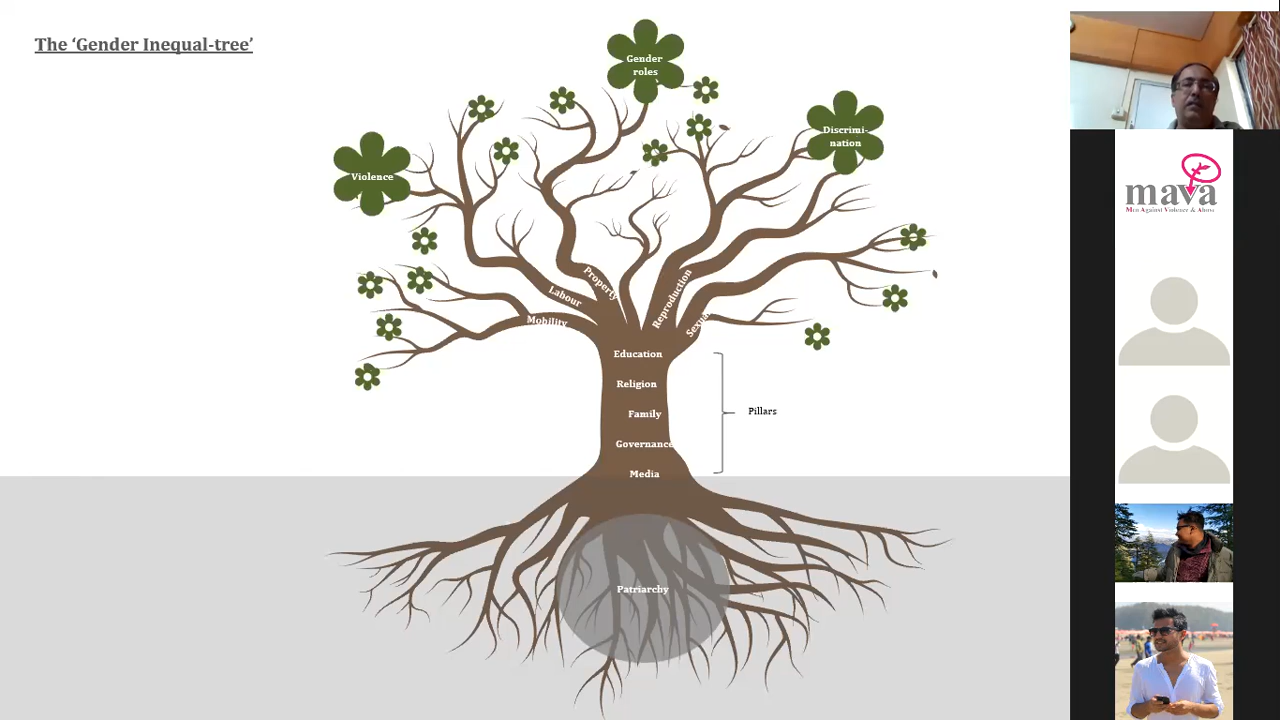 The ‘Gender Inequal-tree’
Gender
roles
Discrimi-
nation
Violence
Property
Labour
Mobility
Reproduction
Education
Religion
Family
Governance
Media
Pillars
Patriarchy
mava
Men Against Violence & Abuse